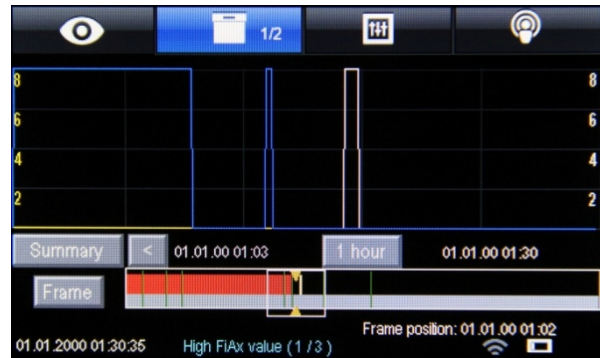 1/2
8 8
6 6
4 4
2 2
Summary < 01.01.00 01:03 1 hour 01.01.00 01:30
Frame
Frame position: 01.01.00 01:02
01.01.2000 01:30:35 High FiAx value ( 1 / 3 )